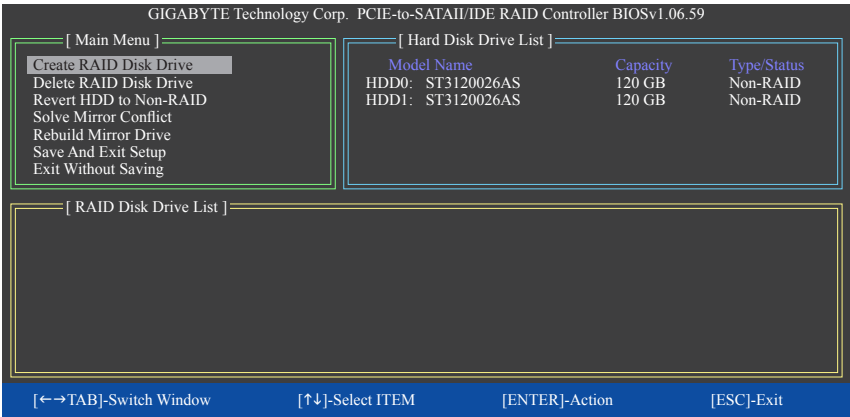 GIGABYTE Technology Corp. PCIE-to-SATAII/IDE RAID Controller BIOSv1.06.59
[ Main Menu ]
Create RAID Disk Drive
Delete RAID Disk Drive
Revert HDD to Non-RAID
Solve Mirror Conflict
Rebuild Mirror Drive
Save And Exit Setup
Exit Without Saving
[ Hard Disk Drive List ]
Model Name Capacity Type/Status
HDD0: ST3120026AS 120 GB Non-RAID
HDD1: ST3120026AS 120 GB Non-RAID
[ RAID Disk Drive List ]
[←→TAB]-Switch Window [↑↓]-Select ITEM [ENTER]-Action [ESC]-Exit